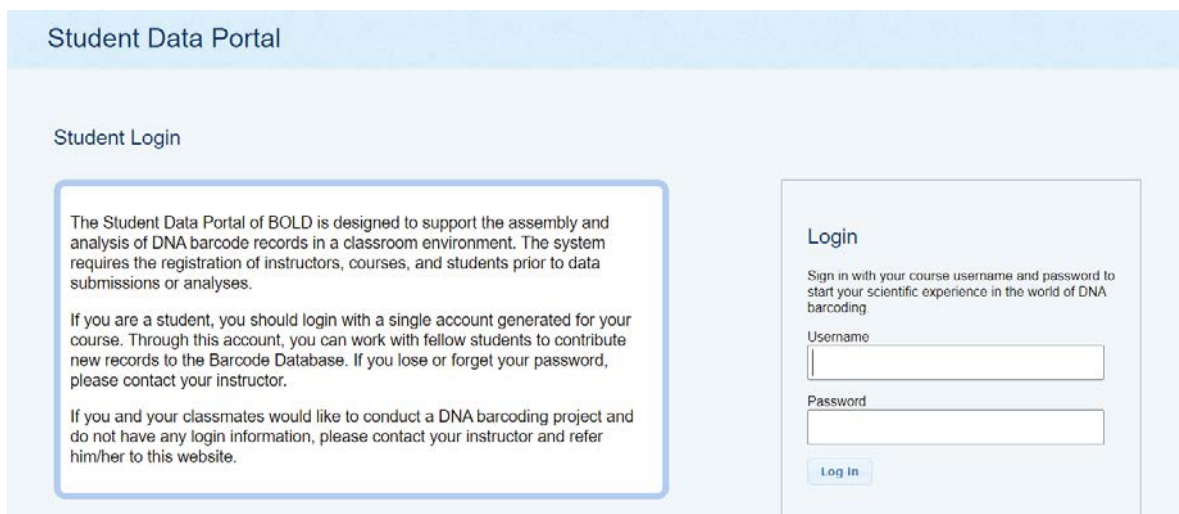 Student Data Portal
Student Login
The Student Data Portal of BOLD is designed to support the assembly and
analysis of DNA barcode records in a classroom environment. The system
requires the registration of instructors, courses, and students prior to data
submissions or analyses.
If you are a student, you should login with a single account generated for your
course. Through this account, you can work with fellow students to contribute
new records to the Barcode Database. If you lose or forget your password,
please contact your instructor.
If you and your classmates would like to conduct a DNA barcoding project and
do not have any login information, please contact your instructor and refer
him/her to this website.
Login
Sign in with your course username and password to
start your scientific experience in the world of DNA
barcoding.
Username
Password
Log In